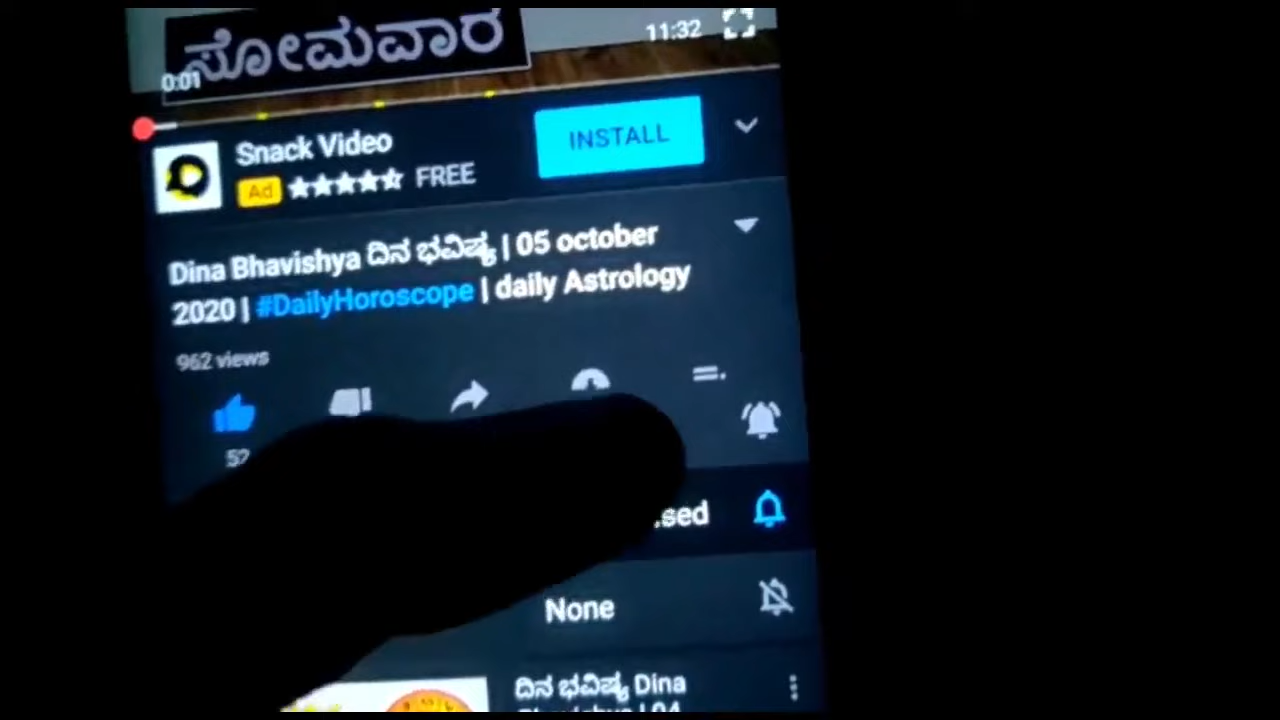 ಸೋಮವಾರ
0:01
11:32
Snack Video
INSTALL
Ad
FREE
Dina Bhavishya ದಿನ ಭವಿಷ್ಯ | 05 october
2020 | #DailyHoroscope | daily Astrology
962 views
52
None
ದಿನ ಭವಿಷ್ಯ Dina